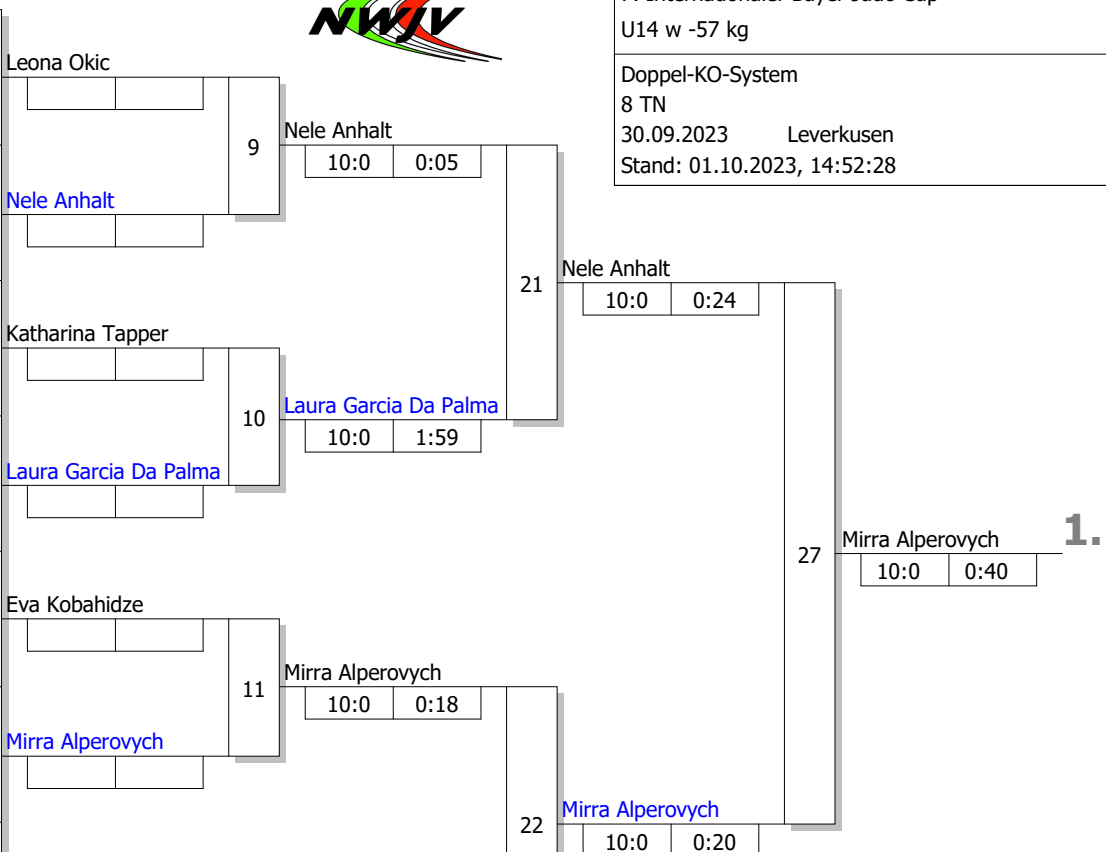 NWJV
U14 w -57 kg
Doppel-KO-System
8 TN
30.09.2023 Leverkusen
Stand: 01.10.2023, 14:52:28
Leona Okic
9
Nele Anhalt
10:0 0:05
Nele Anhalt
21
Nele Anhalt
10:0 0:24
Katharina Tapper
10
Laura Garcia Da Palma
10:0 1:59
Laura Garcia Da Palma
27
Mirra Alperovych
1.
10:0 0:40
Eva Kobahidze
11
Mirra Alperovych
10:0 0:18
Mirra Alperovych
22
Mirra Alperovych
10:0 0:20